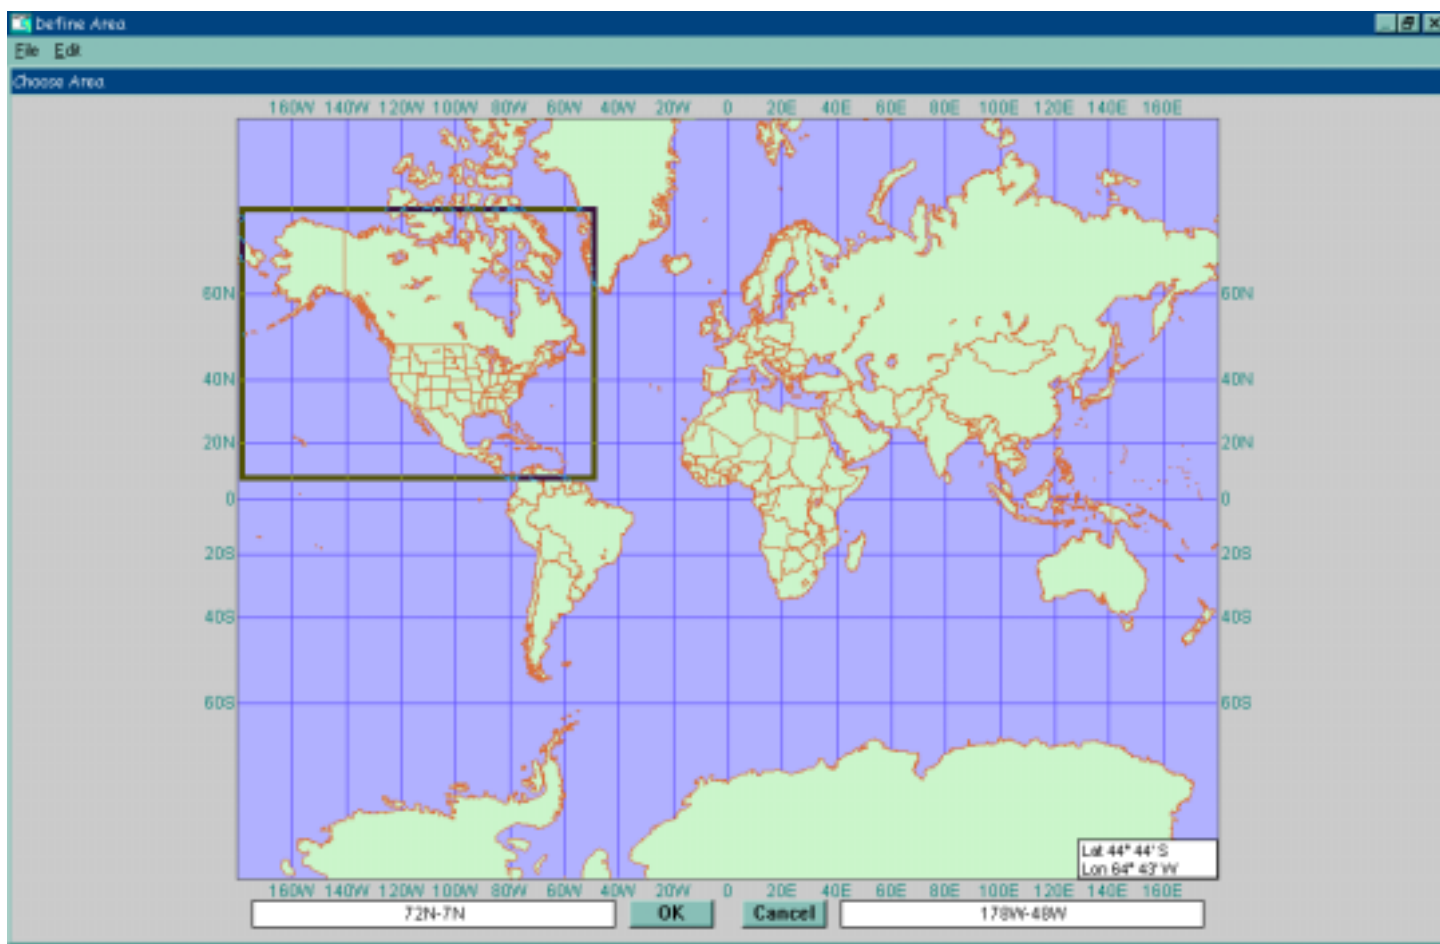 Define Area
File Edit
Choose Area
160W 140W 120W 100W 80W 60W 40W 20W 0 20E 40E 60E 80E 100E 120E 140E 160E
60N 60N
40N 40N
20N 20N
0 0
20S 20S
40S 40S
60S 60S
Lat 44° 44' S
Lon 64° 43' W
160W 140W 120W 100W 80W 60W 40W 20W 0 20E 40E 60E 80E 100E 120E 140E 160E
72N-7N OK Cancel 178W-48W